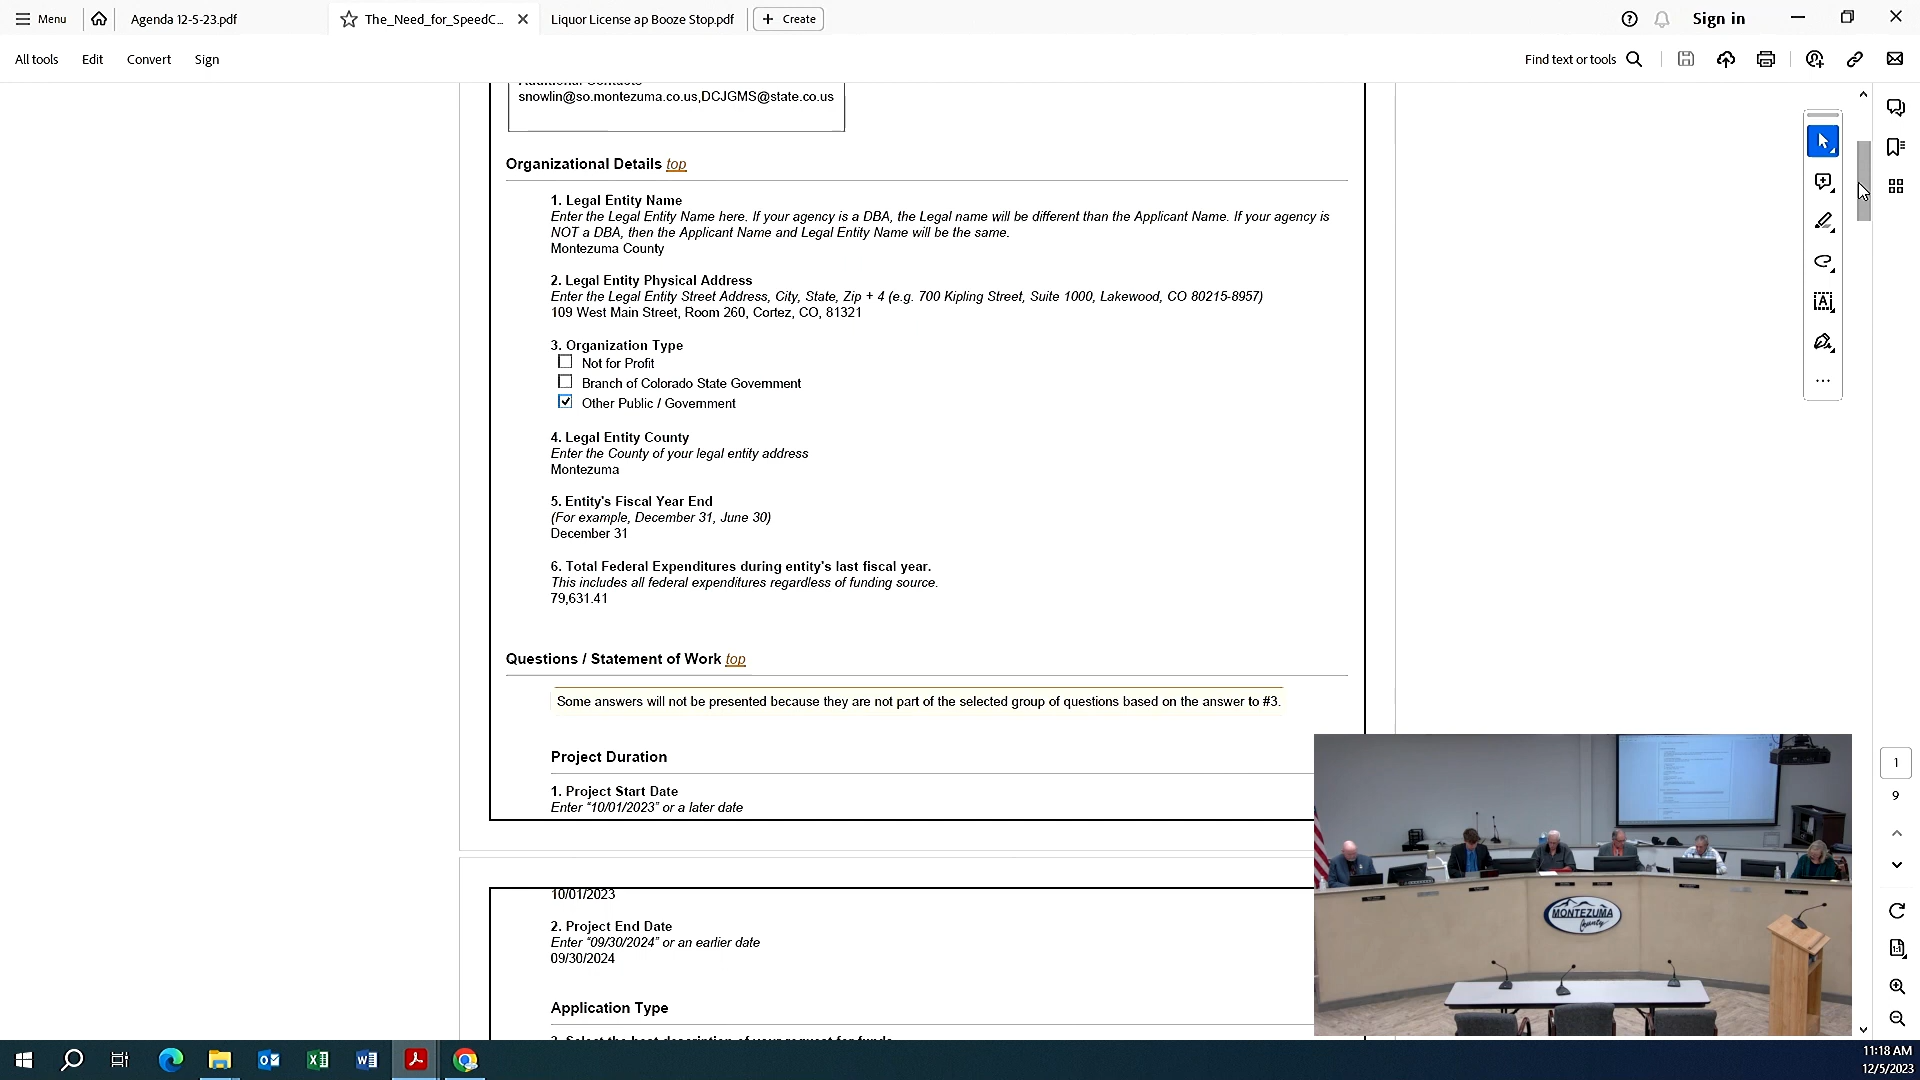 Menu
Agenda 12-5-23.pdf
The_Need_for_SpeedC...
Liquor License ap Booze Stop.pdf
Create
Sign in
All tools
Edit
Convert
Sign
Find text or tools
snowlin@so.montezuma.co.us,DCJGMS@state.co.us
Organizational Details top
1. Legal Entity Name
Enter the Legal Entity Name here. If your agency is a DBA, the Legal name will be different than the Applicant Name. If your agency is
NOT a DBA, then the Applicant Name and Legal Entity Name will be the same.
Montezuma County
2. Legal Entity Physical Address
Enter the Legal Entity Street Address, City, State, Zip + 4 (e.g. 700 Kipling Street, Suite 1000, Lakewood, CO 80215-8957)
109 West Main Street, Room 260, Cortez, CO, 81321
3. Organization Type
Not for Profit
Branch of Colorado State Government
Other Public / Government
4. Legal Entity County
Enter the County of your legal entity address
Montezuma
5. Entity's Fiscal Year End
(For example, December 31, June 30)
December 31
6. Total Federal Expenditures during entity's last fiscal year.
This includes all federal expenditures regardless of funding source.
79,631.41
Questions / Statement of Work top
Some answers will not be presented because they are not part of the selected group of questions based on the answer to #3.
Project Duration
1. Project Start Date
Enter "10/01/2023" or a later date
10/01/2023
2. Project End Date
Enter "09/30/2024" or an earlier date
09/30/2024
Application Type
1
9
MONTEZUMA
County
11:18 AM
12/5/2023